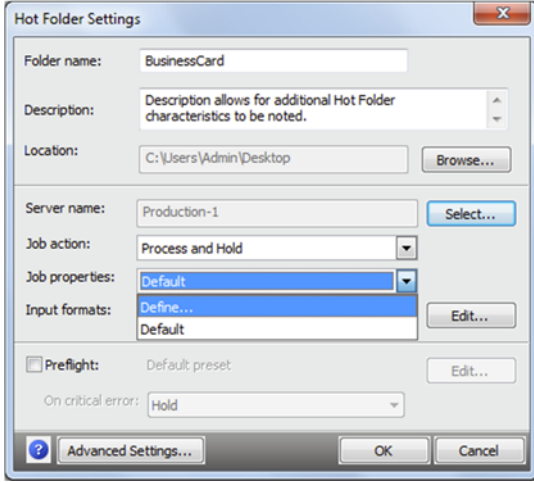 Hot Folder Settings
Folder name: BusinessCard
Description: Description allows for additional Hot Folder
characteristics to be noted.
Location: C:\Users\Admin\Desktop Browse...
Server name: Production-1 Select...
Job action: Process and Hold
Job properties: Default
Define...
Input formats: Edit...
Default
Preflight: Default preset Edit...
On critical error: Hold
? Advanced Settings... OK Cancel